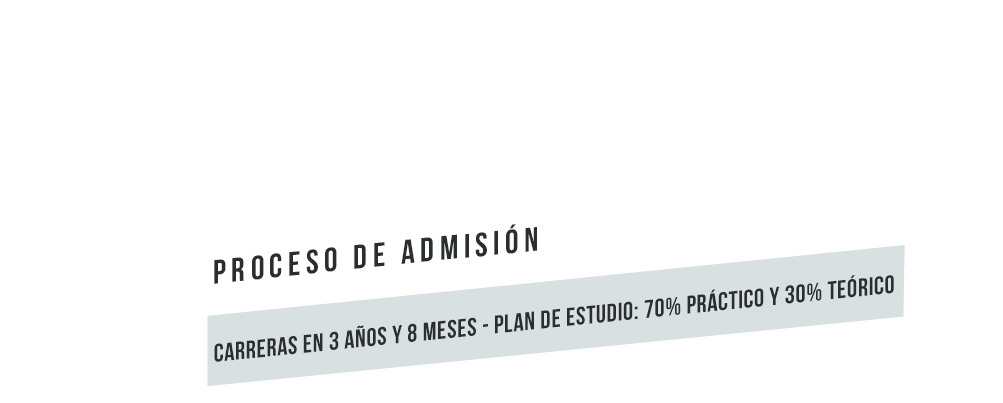 PROCESO DE ADMISIÓN
CARRERAS EN 3 AÑOS Y 8 MESES - PLAN DE ESTUDIO: 70% PRÁCTICO Y 30% TEÓRICO